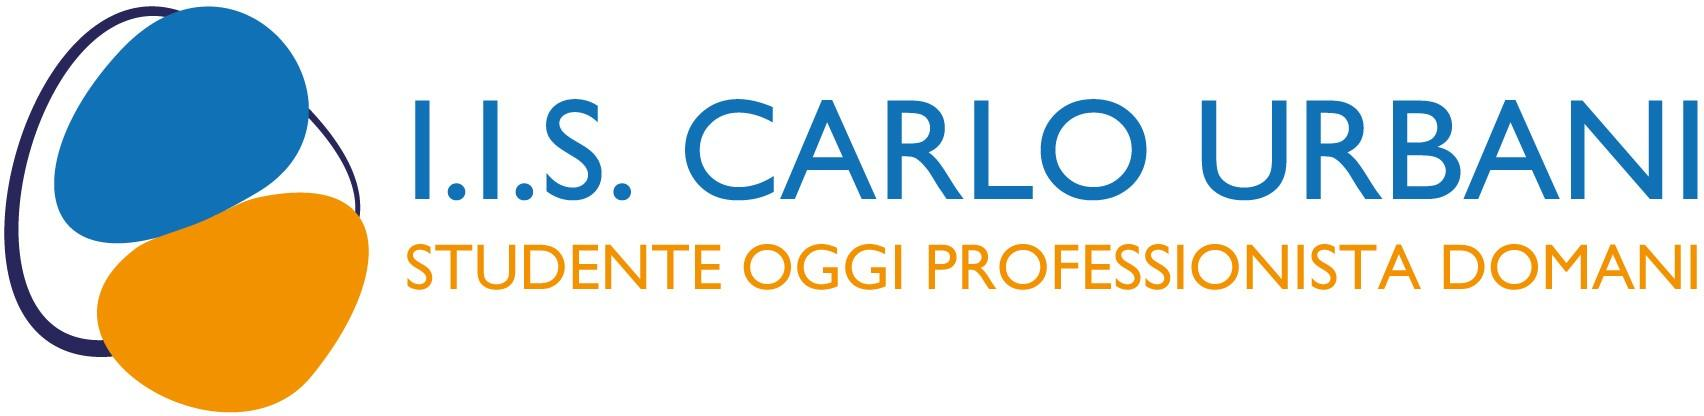 I.I.S. CARLO URBANI
STUDENTE OGGI PROFESSIONISTA DOMANI